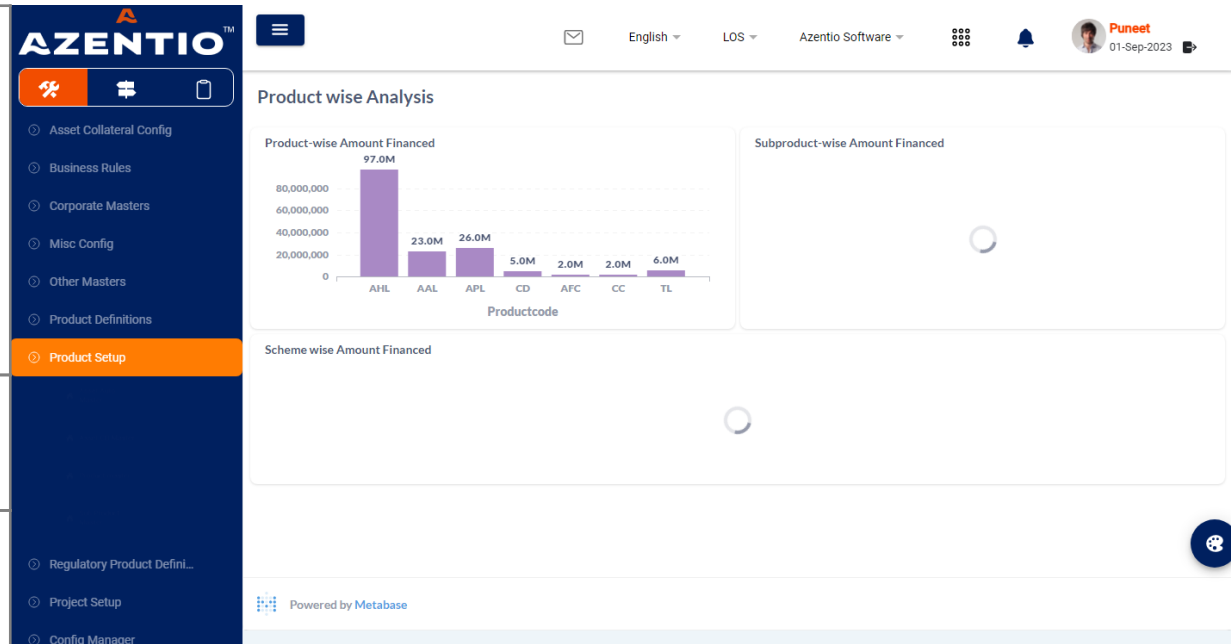 AZENTIO™
English
LOS
Azentio Software
Puneet
01-Sep-2023
Asset Collateral Config
Business Rules
Corporate Masters
Misc Config
Other Masters
Product Definitions
Product Setup
Regulatory Product Defini...
Project Setup
Config Manager
Product wise Analysis
Product-wise Amount Financed
97.0M
80,000,000
60,000,000
40,000,000
20,000,000
0
23.0M
26.0M
5.0M
2.0M
2.0M
6.0M
AHL AAL APL CD AFC CC TL
Productcode
Subproduct-wise Amount Financed
Scheme wise Amount Financed
Powered by Metabase